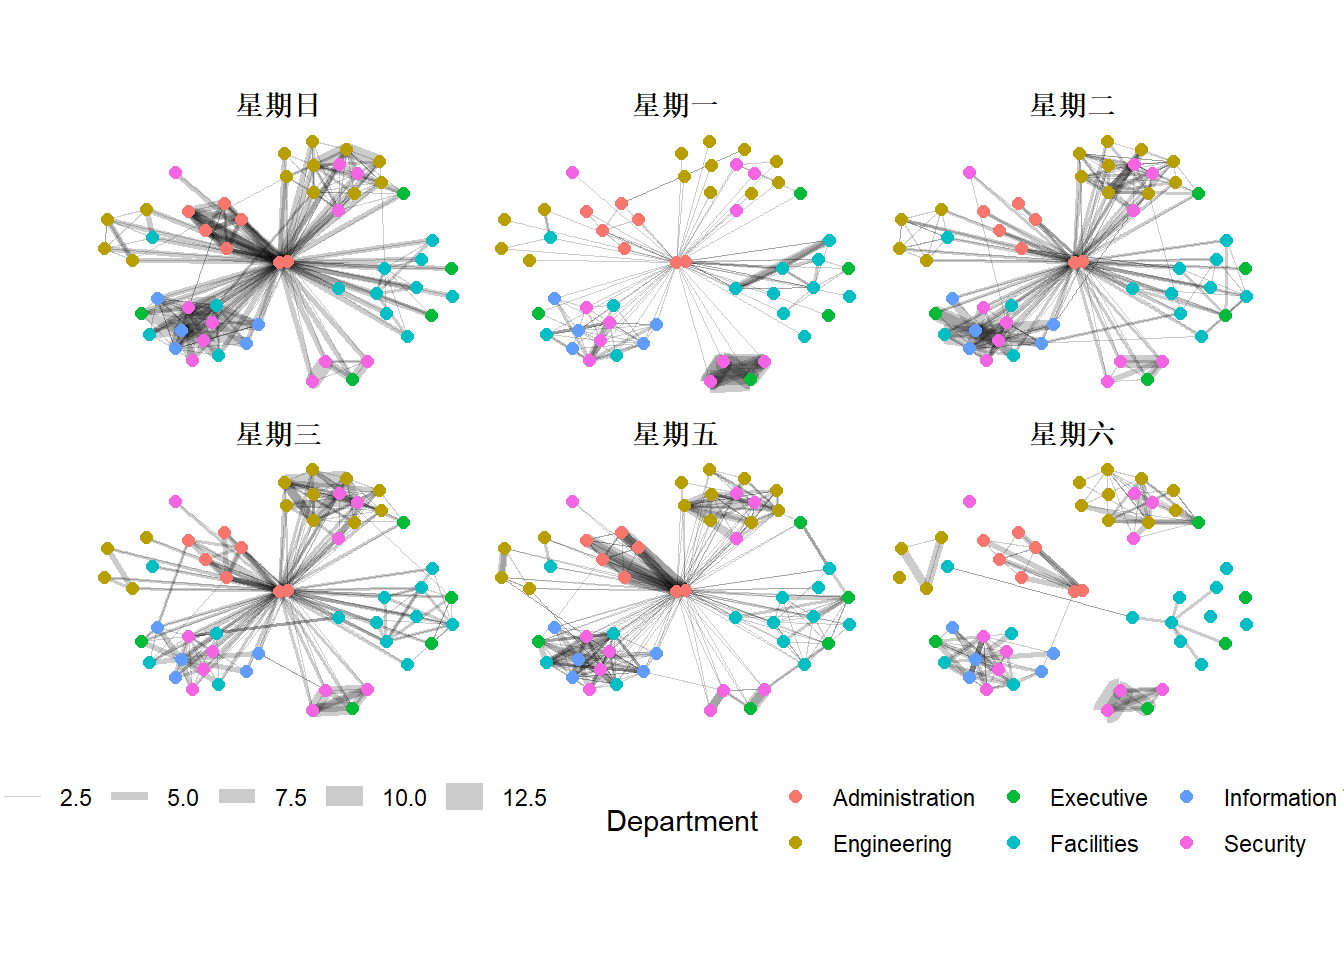 星期日 星期一 星期二
星期三 星期五 星期六
2.5 5.0 7.5 10.0 12.5
Department
Administration Executive Information
Engineering Facilities Security